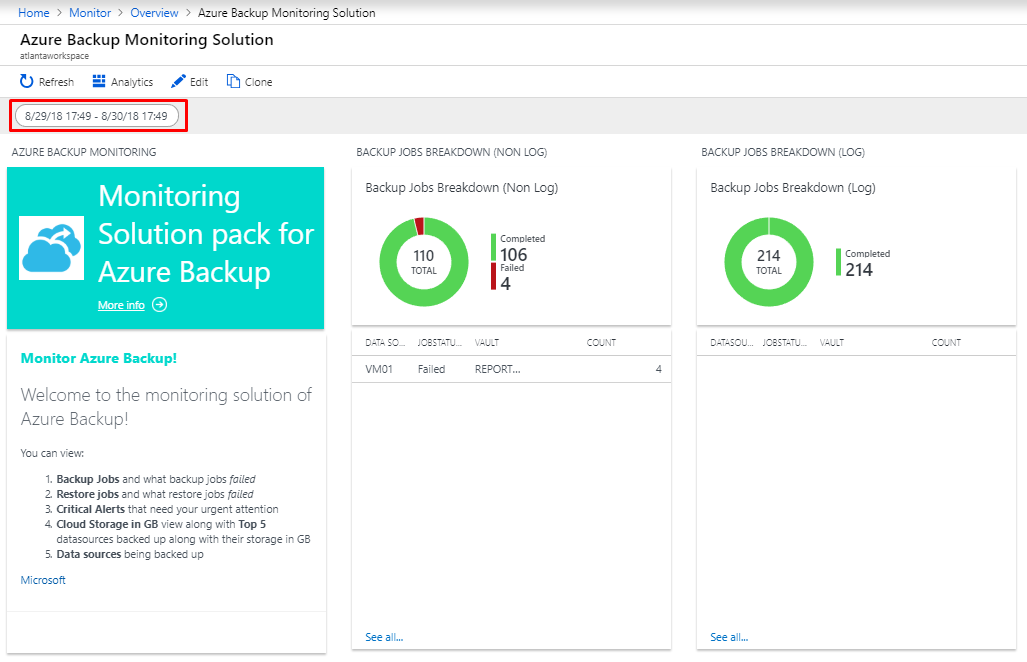 Home > Monitor > Overview > Azure Backup Monitoring Solution
Azure Backup Monitoring Solution
atlantaworkspace
Refresh Analytics Edit Clone
8/29/18 17:49 - 8/30/18 17:49
AZURE BACKUP MONITORING
Monitoring
Solution pack for
Azure Backup
More info
Monitor Azure Backup!
Welcome to the monitoring solution of
Azure Backup!
You can view:
1. Backup Jobs and what backup jobs failed
2. Restore jobs and what restore jobs failed
3. Critical Alerts that need your urgent attention
4. Cloud Storage in GB view along with Top 5
datasources backed up along with their storage in GB
5. Data sources being backed up
Microsoft
BACKUP JOBS BREAKDOWN (NON LOG)
Backup Jobs Breakdown (Non Log)
110
TOTAL
Completed
106
Failed
4
DATA SO... JOBSTATU... VAULT COUNT
VM01 Failed REPORT... 4
See all...
BACKUP JOBS BREAKDOWN (LOG)
Backup Jobs Breakdown (Log)
214
TOTAL
Completed
214
DATASOU... JOBSTATU... VAULT COUNT
See all...